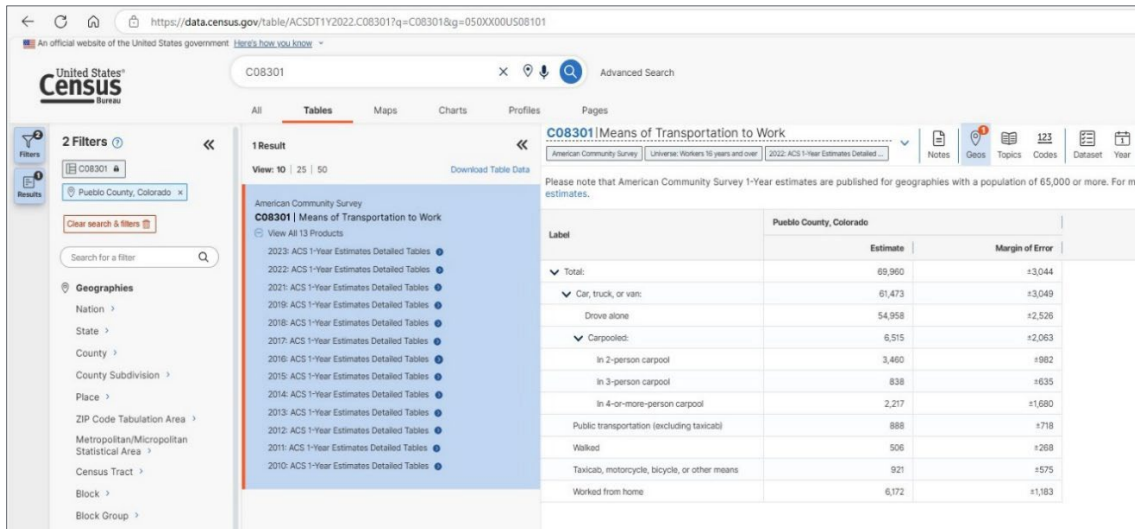 https://data.census.gov/table/ACSDT1Y2022.C08301?q=C08301&g=050XX00US08101
An official website of the United States government Here's how you know
United States®
Census
Bureau
C08301
Advanced Search
All Tables Maps Charts Profiles Pages
2
Filters
0
Results
2 Filters
C08301
Pueblo County, Colorado ×
Clear search & filters
Search for a filter
Geographies
Nation
State
County
County Subdivision
Place
ZIP Code Tabulation Area
Metropolitan/Micropolitan
Statistical Area
Census Tract
Block
Block Group
1 Result
View: 10 | 25 | 50 Download Table Data
American Community Survey
C08301 | Means of Transportation to Work
View All 13 Products
2023: ACS 1-Year Estimates Detailed Tables
2022: ACS 1-Year Estimates Detailed Tables
2021: ACS 1-Year Estimates Detailed Tables
2019: ACS 1-Year Estimates Detailed Tables
2018: ACS 1-Year Estimates Detailed Tables
2017: ACS 1-Year Estimates Detailed Tables
2016: ACS 1-Year Estimates Detailed Tables
2015: ACS 1-Year Estimates Detailed Tables
2014: ACS 1-Year Estimates Detailed Tables
2013: ACS 1-Year Estimates Detailed Tables
2012: ACS 1-Year Estimates Detailed Tables
2011: ACS 1-Year Estimates Detailed Tables
2010: ACS 1-Year Estimates Detailed Tables
C08301 | Means of Transportation to Work
American Community Survey Universe: Workers 16 years and over 2022: ACS 1-Year Estimates Detailed ...
Notes Geos Topics 123 Codes Dataset Year
Please note that American Community Survey 1-Year estimates are published for geographies with a population of 65,000 or more. For m
estimates.
Pueblo County, Colorado
Label Estimate Margin of Error
Total: 69,960 ±3,044
Car, truck, or van: 61,473 ±3,049
Drove alone 54,958 ±2,526
Carpooled: 6,515 ±2,063
In 2-person carpool 3,460 ±982
In 3-person carpool 838 ±635
In 4-or-more-person carpool 2,217 ±1,680
Public transportation (excluding taxicab) 888 ±718
Walked 506 ±268
Taxicab, motorcycle, bicycle, or other means 921 ±575
Worked from home 6,172 ±1,183